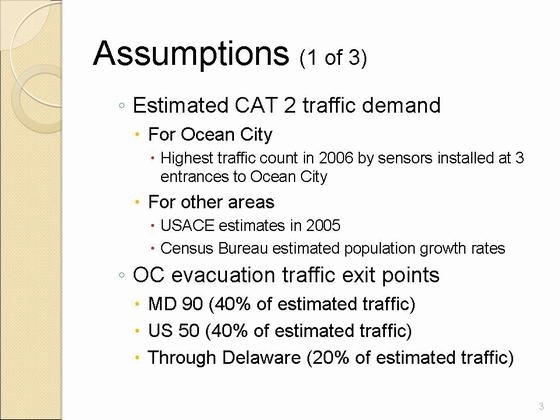 Assumptions (1 of 3)
Estimated CAT 2 traffic demand
For Ocean City
Highest traffic count in 2006 by sensors installed at 3
entrances to Ocean City
For other areas
USACE estimates in 2005
Census Bureau estimated population growth rates
OC evacuation traffic exit points
MD 90 (40% of estimated traffic)
US 50 (40% of estimated traffic)
Through Delaware (20% of estimated traffic)
3